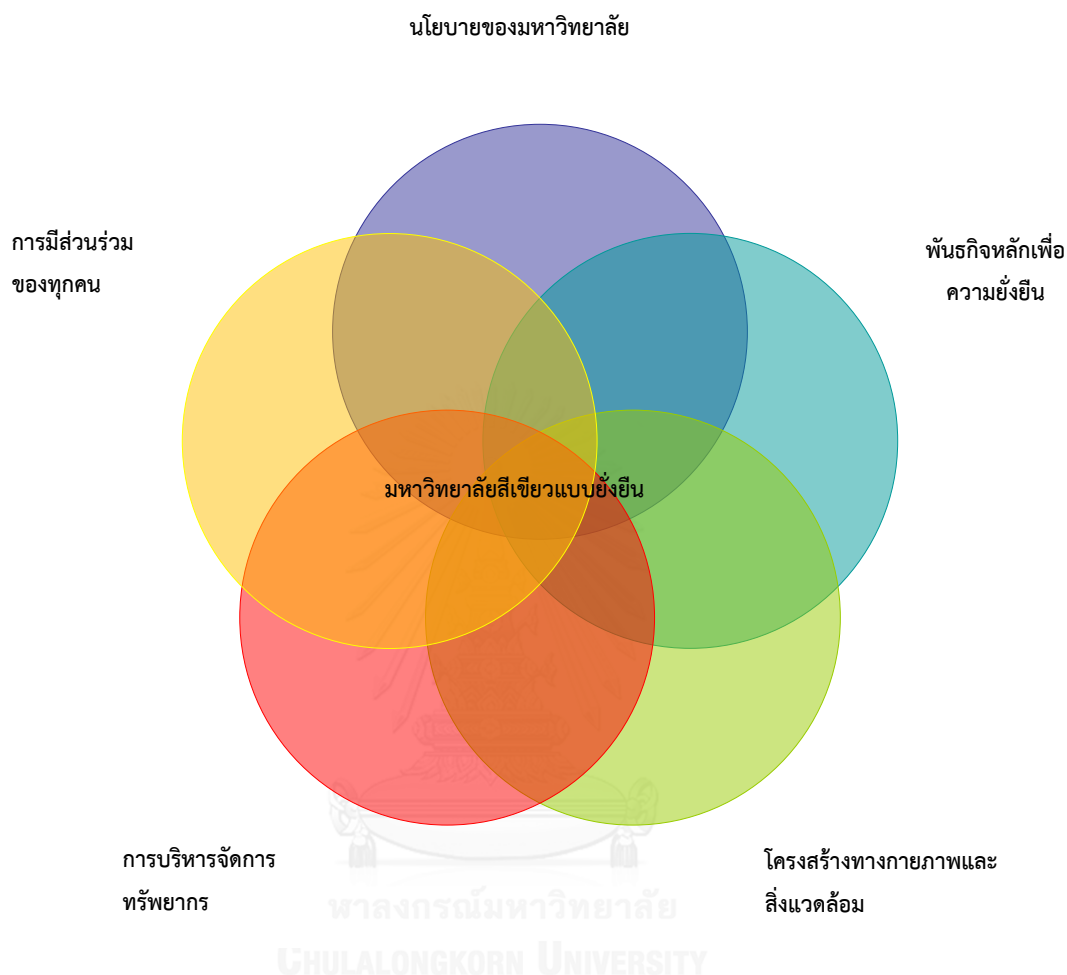 นโยบายของมหาวิทยาลัย
การมีส่วนร่วม
ของทุกคน
พันธกิจหลักเพื่อ
ความยั่งยืน
มหาวิทยาลัยสีเขียวแบบยั่งยืน
การบริหารจัดการ
ทรัพยากร
โครงสร้างทางกายภาพและ
สิ่งแวดล้อม
หาลงกรณ์มหาวิทยาลัย
CHULALONGKORN UNIVERSITY